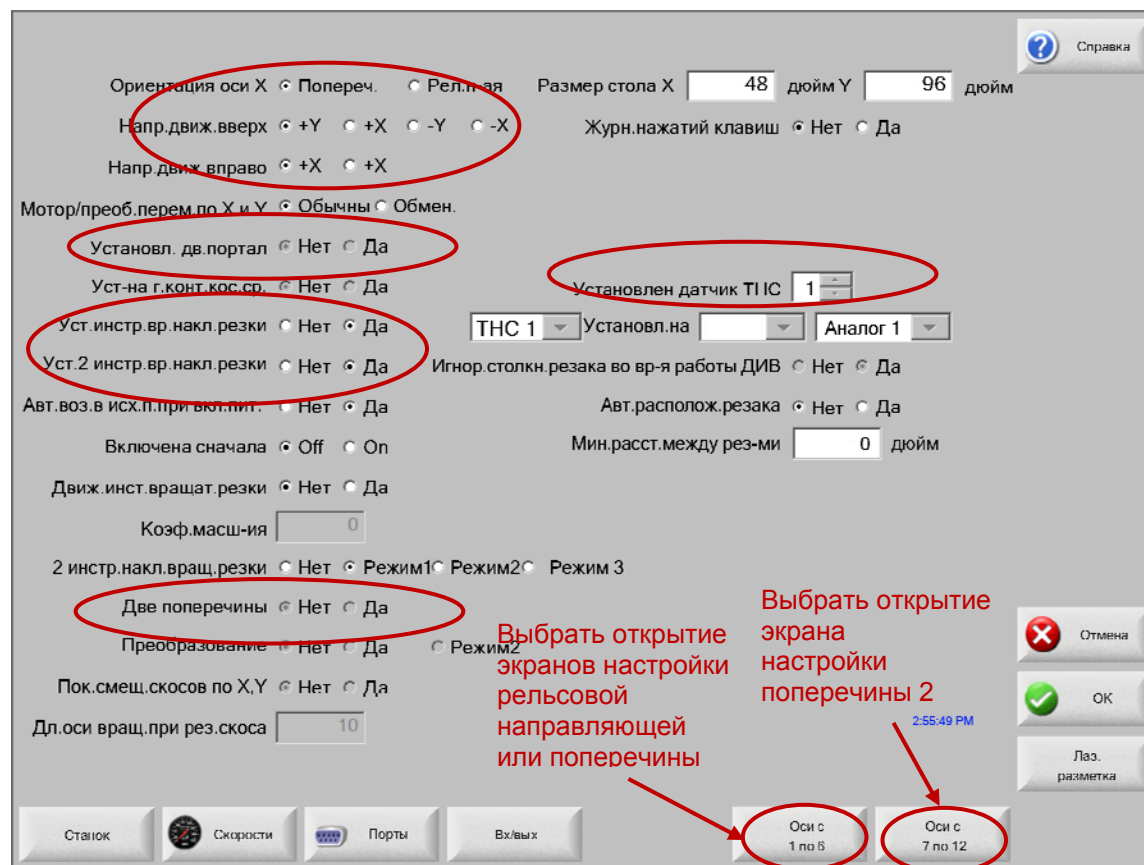 Справка
Ориентация оси X Попереч. Рел.н-ая Размер стола X 48 дюйм Y 96 дюйм
Напр.движ.вверх +Y +X -Y -X Журн.нажатий клавиш Нет Да
Напр.движ.вправо +X +X
Мотор/преоб.перем.по X и Y Обычны Обмен.
Установл. дв.портал Нет Да
Уст-на г.конт.кос.ср. Нет Да Установлен датчик THC 1
Уст.инстр.вр.накл.резки Нет Да THC 1 Установл.на Аналог 1
Уст.2 инстр.вр.накл.резки Нет Да Игнор.столкн.резака во вр-я работы ДИВ Нет Да
Авт.воз.в исх.п.при вкл.пит. Нет Да Авт.располож.резака Нет Да
Включена сначала Off On Мин.расст.между рез-ми 0 дюйм
Движ.инст.вращат.резки Нет Да
Коэф.масш-ия 0
2 инстр.накл.вращ.резки Нет Режим1 Режим2 Режим 3
Две поперечины Нет Да
Преобразование Нет Да Режим2
Пок.смещ.скосов по X,Y Нет Да
Дл.оси вращ.при рез.скоса 10
Выбрать открытие
экранов настройки
рельсовой
направляющей
или поперечины
Выбрать открытие
экрана
настройки
поперечины 2
2:55:49 PM
Отмена
OK
Лаз.
разметка
Станок Скорости Порты Вх/вых
Оси с
1 по 6
Оси с
7 по 12